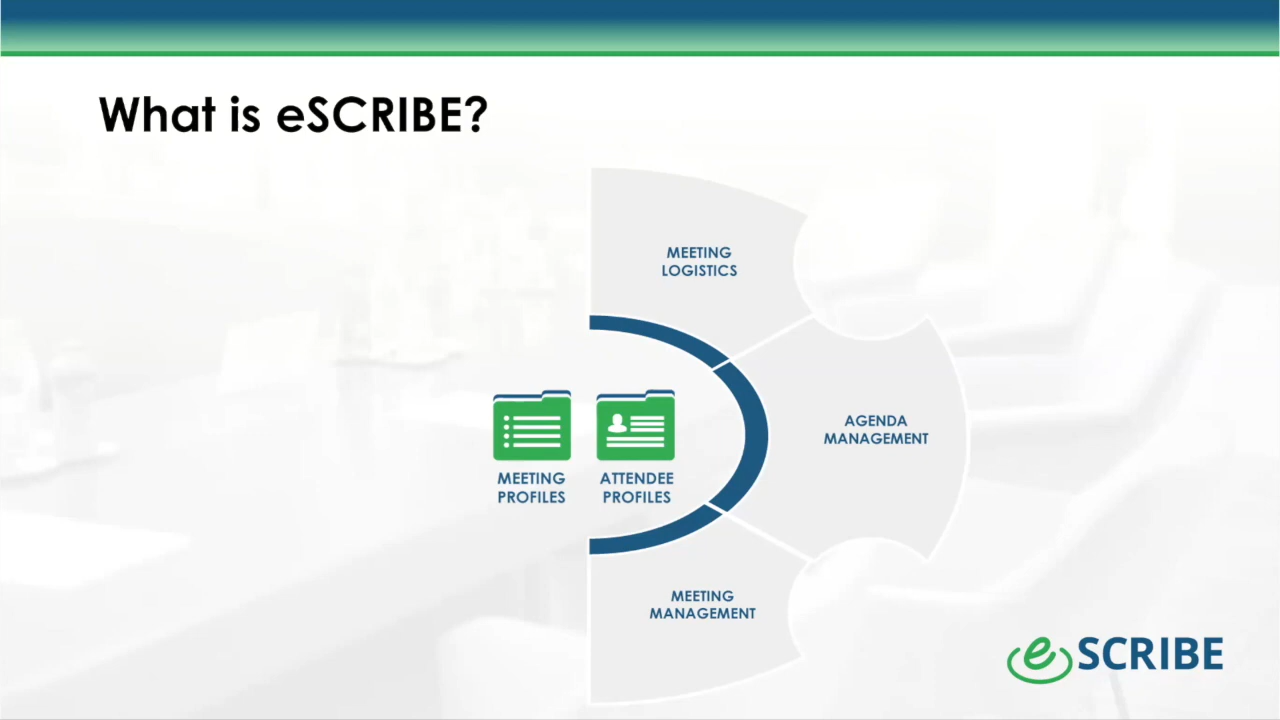 What is eSCRIBE?
MEETING
LOGISTICS
AGENDA
MANAGEMENT
MEETING
PROFILES
ATTENDEE
PROFILES
MEETING
MANAGEMENT
eSCRIBE